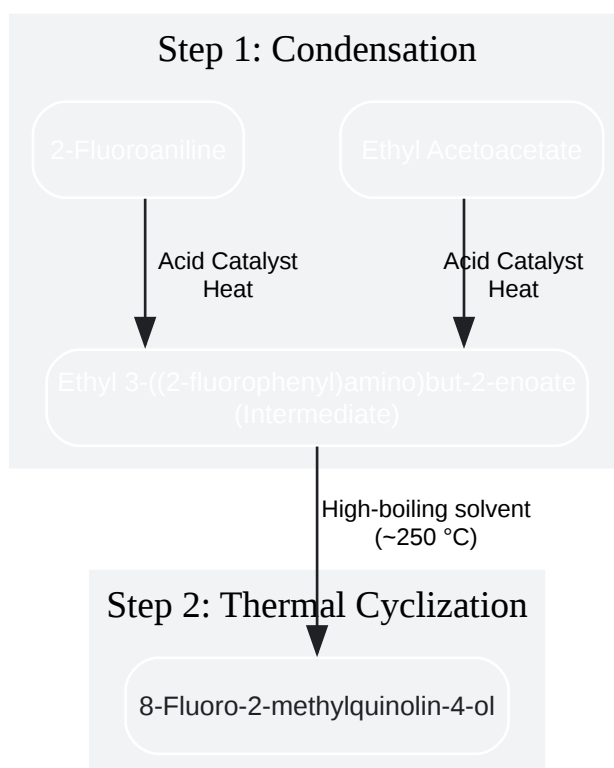 Step 1: Condensation
2-Fluoroaniline
Ethyl Acetoacetate
Acid Catalyst
Heat
Acid Catalyst
Heat
Ethyl 3-((2-fluorophenyl)amino)but-2-enoate
(Intermediate)
High-boiling solvent
(~250 °C)
Step 2: Thermal Cyclization
8-Fluoro-2-methylquinolin-4-ol